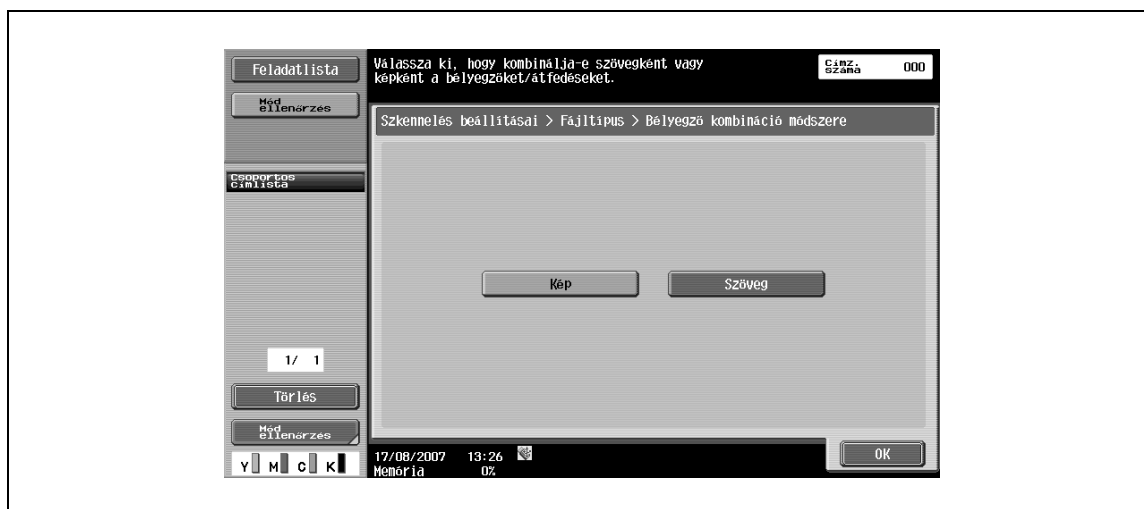 Feladatlista
Mód
ellenőrzés
Válassza ki, hogy kombinálja-e szövegként vagy
képként a bélyegzőket/átfedéseket.
Címz.
száma
000
Szkennelés beállításai > Fájltípus > Bélyegző kombináció módszere
Csoportos
címlista
Kép
Szöveg
1/ 1
Törlés
Mód
ellenőrzés
Y M C K
17/08/2007 13:26
Memória 0%
OK